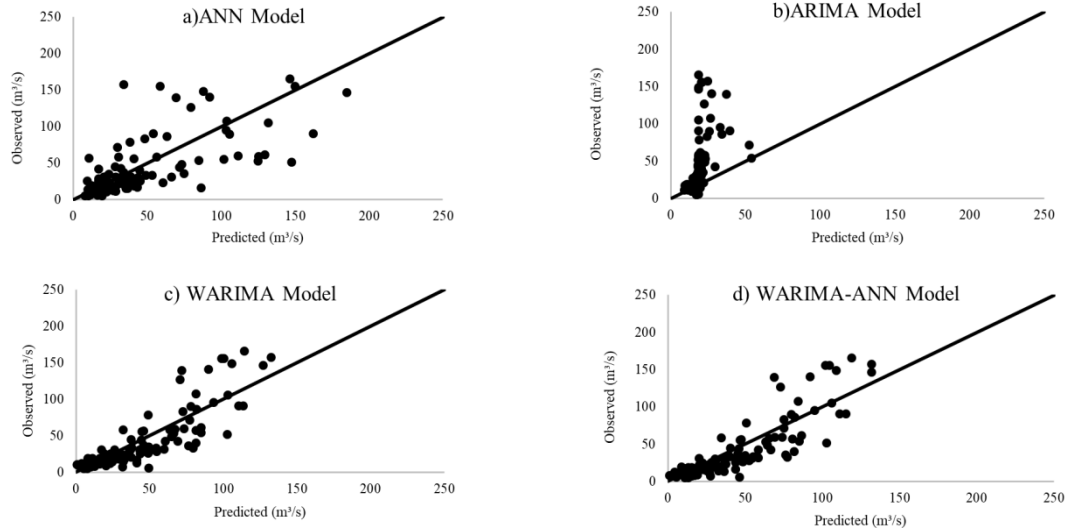 a)ANN Model
250
200
150
100
50
0
Observed (m³/s)
0 50 100 150 200 250
Predicted (m³/s)
b)ARIMA Model
250
200
150
100
50
0
Observed (m³/s)
0 50 100 150 200 250
Predicted (m³/s)
c) WARIMA Model
250
200
150
100
50
0
Observed (m³/s)
0 50 100 150 200 250
Predicted (m³/s)
d) WARIMA-ANN Model
250
200
150
100
50
0
Observed (m³/s)
0 50 100 150 200 250
Predicted (m³/s)